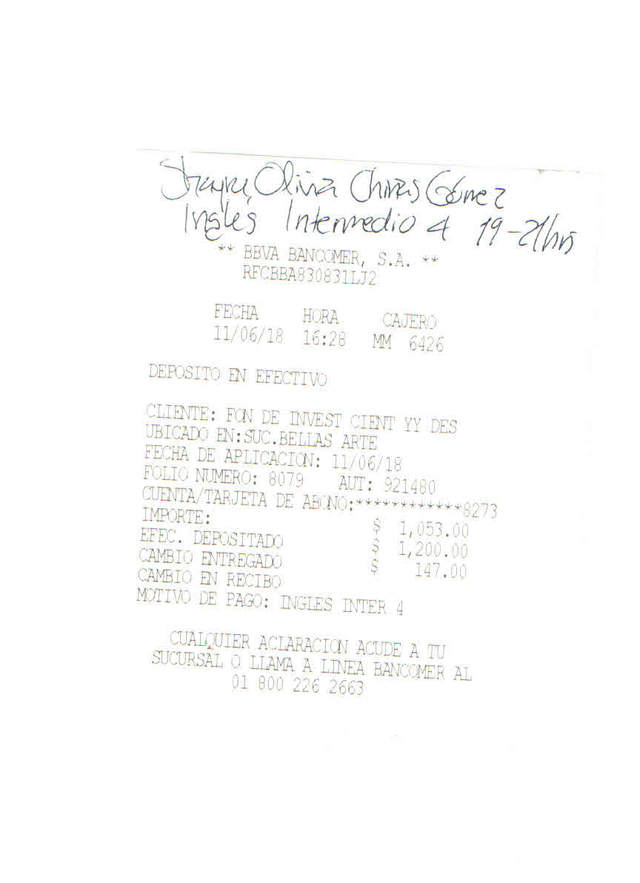 Olivia Chivas Gómez
Inglés Intermedio 4 19-21hrs
** BBVA BANCOMER, S.A. **
RFCBBA830831LJ2
FECHA HORA CAJERO
11/06/18 16:28 MM 6426
DEPOSITO EN EFECTIVO
CLIENTE: FON DE INVEST CIENT YY DES
UBICADO EN:SUC.BELLAS ARTE
FECHA DE APLICACION: 11/06/18
FOLIO NUMERO: 8079 AUT: 921480
CUENTA/TARJETA DE ABONO:************8273
IMPORTE: $ 1,053.00
EFEC. DEPOSITADO $ 1,200.00
CAMBIO ENTREGADO $ 147.00
CAMBIO EN RECIBO
MOTIVO DE PAGO: INGLES INTER 4
CUALQUIER ACLARACION ACUDE A TU
SUCURSAL O LLAMA A LINEA BANCOMER AL
01 800 226 2663